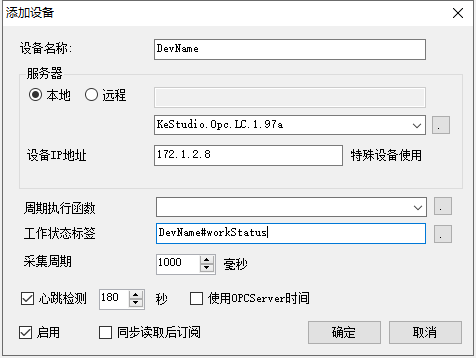 添加设备
设备名称: DevName
服务器
本地 远程
KeStudio.Opc.LC.1.97a .
设备IP地址 172.1.2.8 特殊设备使用
周期执行函数 .
工作状态标签 DevName#workStatus .
采集周期 1000 毫秒
心跳检测 180 秒 使用OPCServer时间
启用 同步读取后订阅 确定 取消